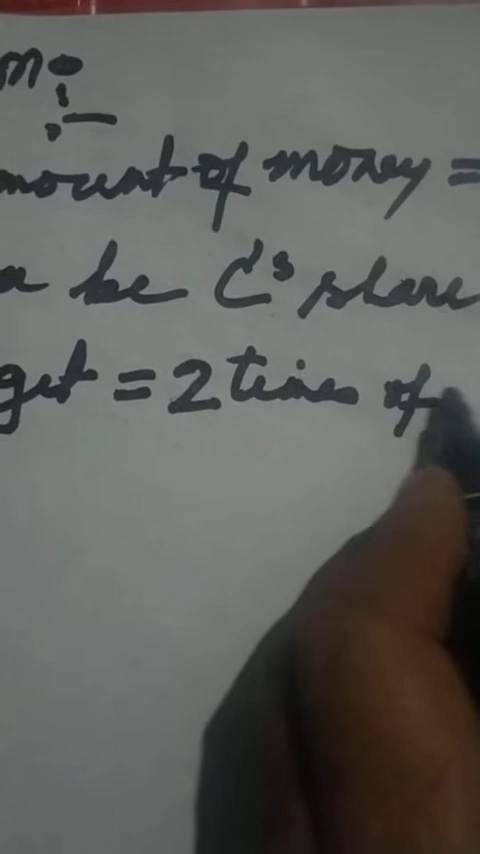 mount of money =
a be C's share
get = 2 times of